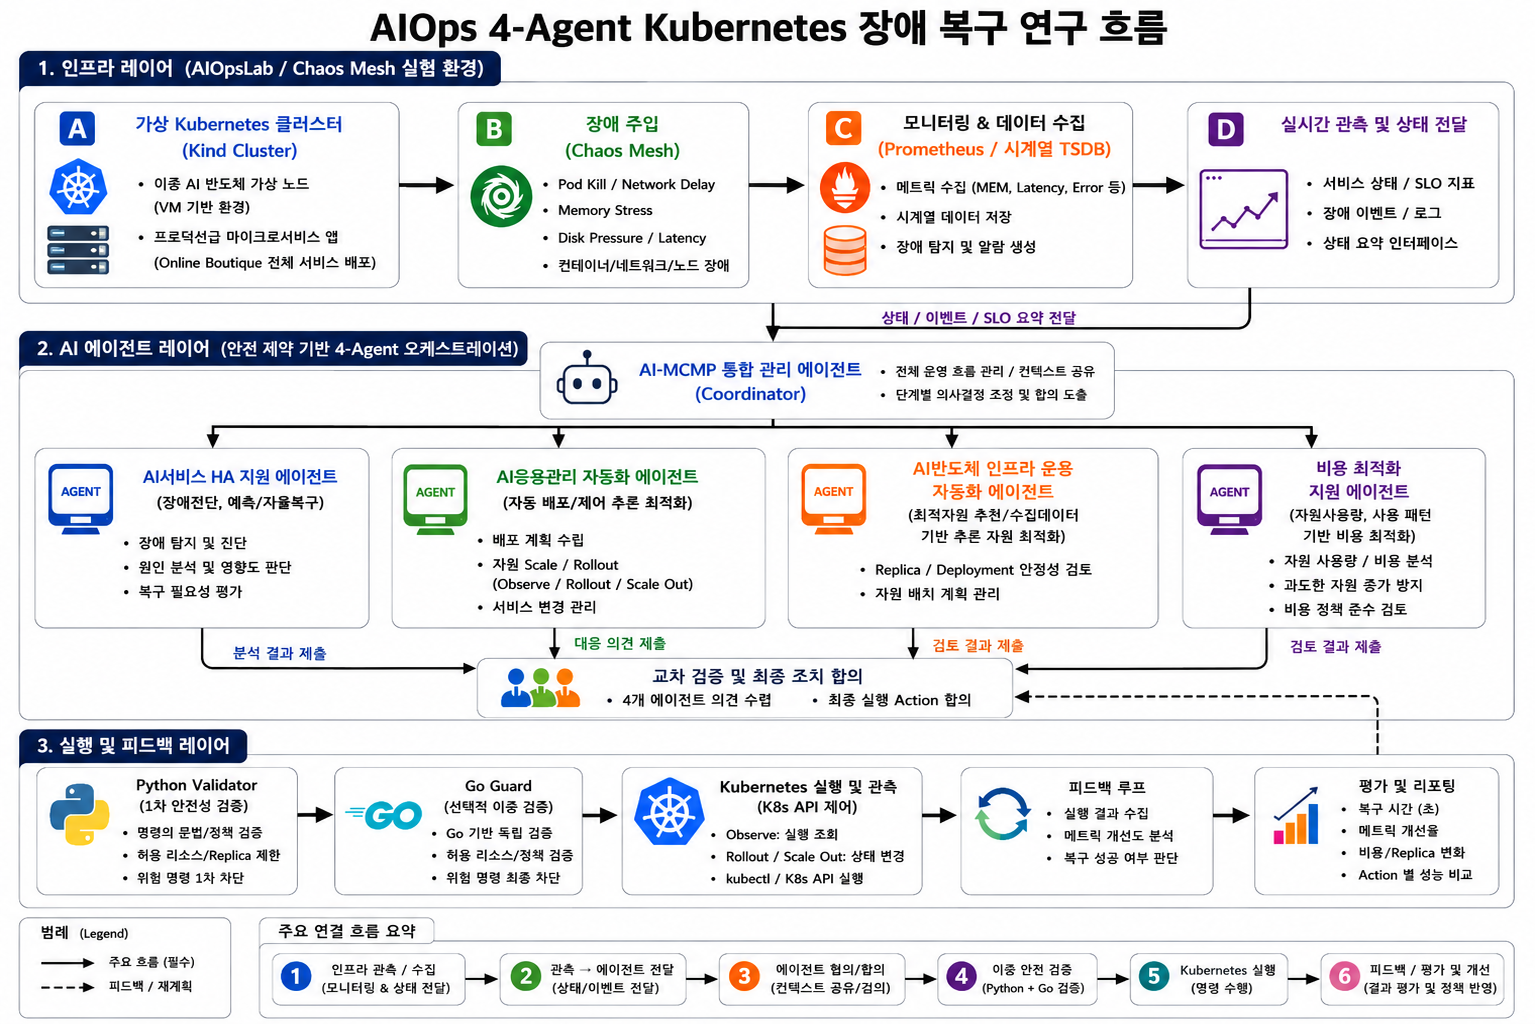 AIOps 4-Agent Kubernetes 장애 복구 연구 흐름
1. 인프라 레이어 (AIOpsLab / Chaos Mesh 실험 환경)
A
가상 Kubernetes 클러스터
(Kind Cluster)
• 이종 AI 반도체 가상 노드
(VM 기반 환경)
• 프로덕션급 마이크로서비스 앱
(Online Boutique 전체 서비스 배포)
B
장애 주입
(Chaos Mesh)
• Pod Kill / Network Delay
• Memory Stress
• Disk Pressure / Latency
• 컨테이너/네트워크/노드 장애
C
모니터링 & 데이터 수집
(Prometheus / 시계열 TSDB)
• 메트릭 수집 (MEM, Latency, Error 등)
• 시계열 데이터 저장
• 장애 탐지 및 알람 생성
D
실시간 관측 및 상태 전달
• 서비스 상태 / SLO 지표
• 장애 이벤트 / 로그
• 상태 요약 인터페이스
상태 / 이벤트 / SLO 요약 전달
2. AI 에이전트 레이어 (안전 제약 기반 4-Agent 오케스트레이션)
AI-MCMP 통합 관리 에이전트
(Coordinator)
• 전체 운영 흐름 관리 / 컨텍스트 공유
• 단계별 의사결정 조정 및 합의 도출
AGENT
AI서비스 HA 지원 에이전트
(장애전단, 예측/자율복구)
• 장애 탐지 및 진단
• 원인 분석 및 영향도 판단
• 복구 필요성 평가
AGENT
AI응용관리 자동화 에이전트
(자동 배포/제어 추론 최적화)
• 배포 계획 수립
• 자원 Scale / Rollout
(Observe / Rollout / Scale Out)
• 서비스 변경 관리
AGENT
AI반도체 인프라 운용
자동화 에이전트
(최적자원 추천/수집데이터
기반 추론 자원 최적화)
• Replica / Deployment 안정성 검토
• 자원 배치 계획 관리
AGENT
비용 최적화
지원 에이전트
(자원사용량, 사용 패턴
기반 비용 최적화)
• 자원 사용량 / 비용 분석
• 과도한 자원 증가 방지
• 비용 정책 준수 검토
분석 결과 제출
대응 의견 제출
검토 결과 제출
검토 결과 제출
교차 검증 및 최종 조치 합의
• 4개 에이전트 의견 수렴
• 최종 실행 Action 합의
3. 실행 및 피드백 레이어
Python Validator
(1차 안전성 검증)
• 명령의 문법/정책 검증
• 허용 리소스/Replica 제한
• 위험 명령 1차 차단
GO
Go Guard
(선택적 이중 검증)
• Go 기반 독립 검증
• 허용 리소스/정책 검증
• 위험 명령 최종 차단
Kubernetes 실행 및 관측
(K8s API 제어)
• Observe: 실행 조회
• Rollout / Scale Out: 상태 변경
• kubectl / K8s API 실행
피드백 루프
• 실행 결과 수집
• 메트릭 개선도 분석
• 복구 성공 여부 판단
평가 및 리포팅
• 복구 시간 (초)
• 메트릭 개선율
• 비용/Replica 변화
• Action 별 성능 비교
범례 (Legend)
주요 흐름 (필수)
피드백 / 재계획
주요 연결 흐름 요약
1
인프라 관측 / 수집
(모니터링 & 상태 전달)
2
관측 → 에이전트 전달
(상태/이벤트 전달)
3
에이전트 협의/합의
(컨텍스트 공유/검의)
4
이중 안전 검증
(Python + Go 검증)
5
Kubernetes 실행
(명령 수행)
6
피드백 / 평가 및 개선
(결과 평가 및 정책 반영)